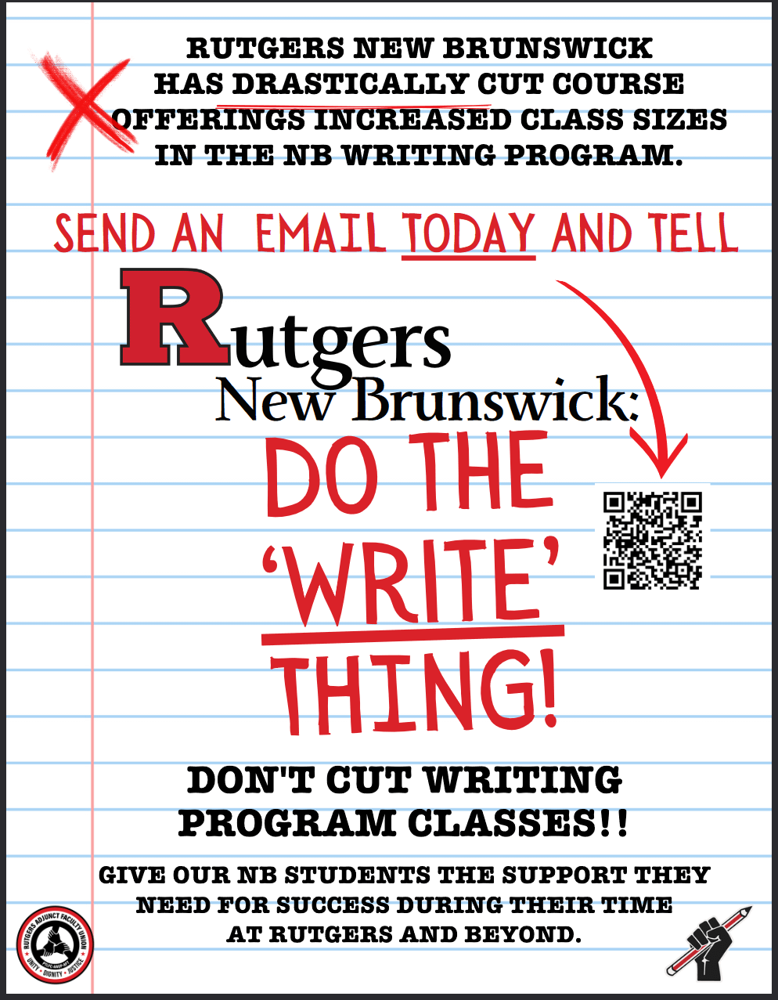 RUTGERS NEW BRUNSWICK
HAS DRASTICALLY CUT COURSE
OFFERINGS INCREASED CLASS SIZES
IN THE NB WRITING PROGRAM.
SEND AN EMAIL TODAY AND TELL
Rutgers
New Brunswick:
DO THE
‘WRITE’
THING!
DON'T CUT WRITING
PROGRAM CLASSES!!
GIVE OUR NB STUDENTS THE SUPPORT THEY
NEED FOR SUCCESS DURING THEIR TIME
AT RUTGERS AND BEYOND.
RUTGERS ADJUNCT FACULTY UNION
UNITY • DIGNITY • JUSTICE